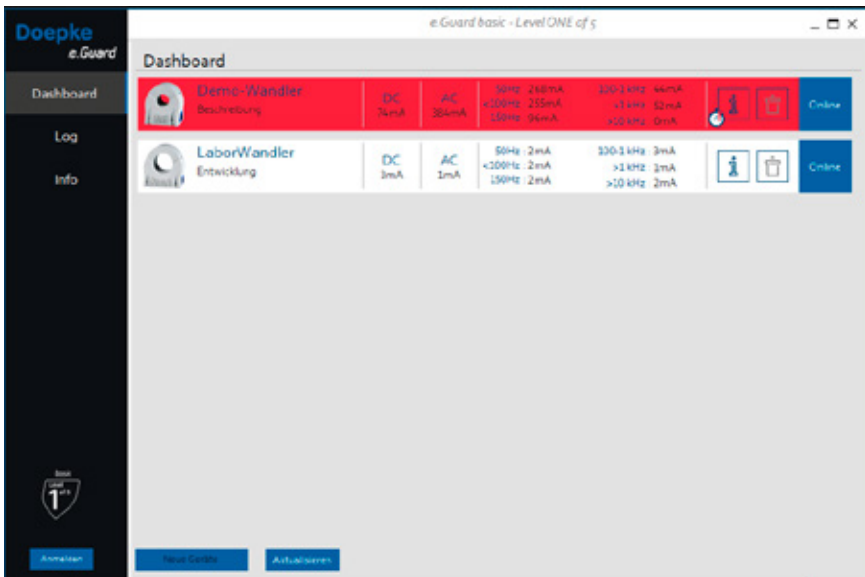 Doepke
e.Guard
e.Guard basic - Level ONE of 5
Dashboard
Dashboard
Log
Info
Demo-Wandler
Beschreibung
DC
74mA
AC
384mA
50Hz 268mA
<100Hz 255mA
150Hz 96mA
100-1 kHz 44mA
>1 kHz 52mA
>10 kHz 0mA
Online
LaborWandler
Entwicklung
DC
AC
1mA
50Hz 2mA
<100Hz 2mA
150Hz 2mA
100-1 kHz 3mA
>1 kHz 1mA
>10 kHz 2mA
Online
Level
1
Anmelden
Neue Geräte
Aktualisieren